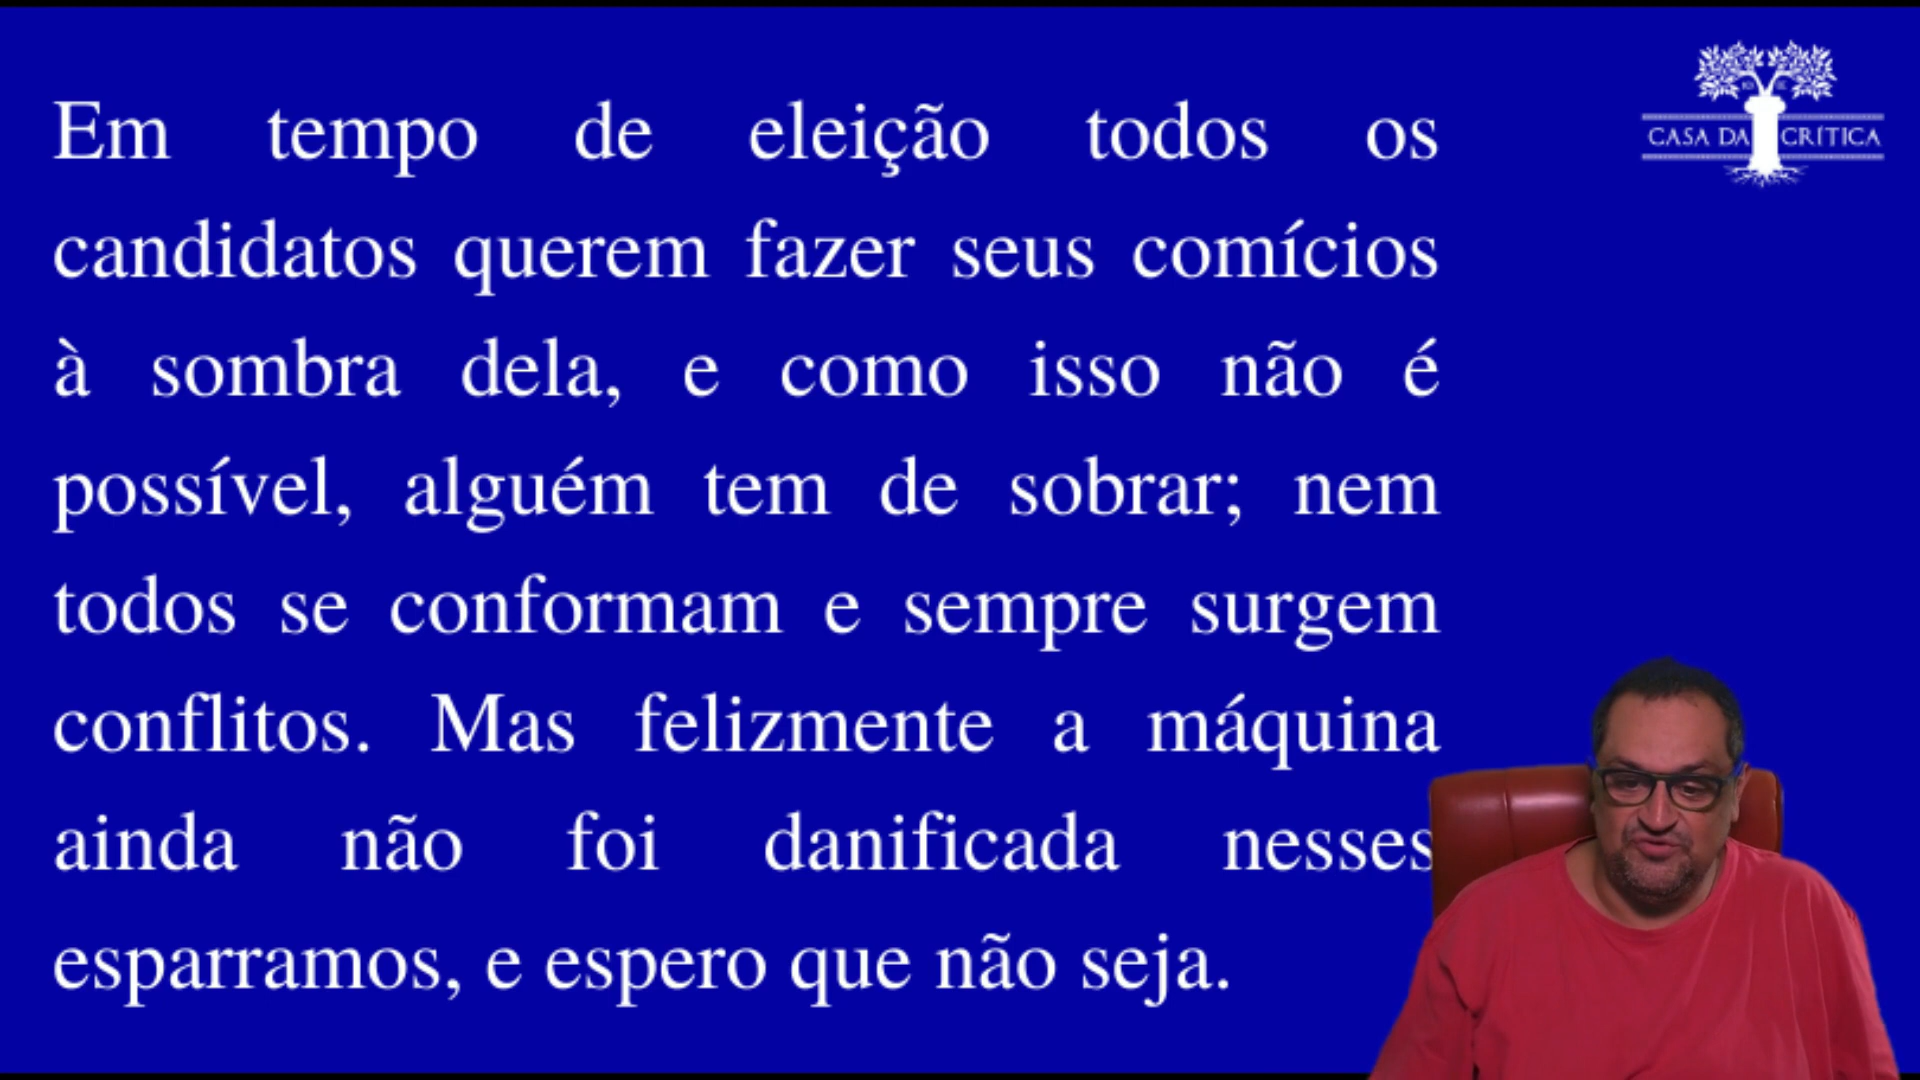 Em tempo de eleição todos os
candidatos querem fazer seus comícios
à sombra dela, e como isso não é
possível, alguém tem de sobrar; nem
todos se conformam e sempre surgem
conflitos. Mas felizmente a máquina
ainda não foi danificada nesses
esparramos, e espero que não seja.
CASA DA CRÍTICA